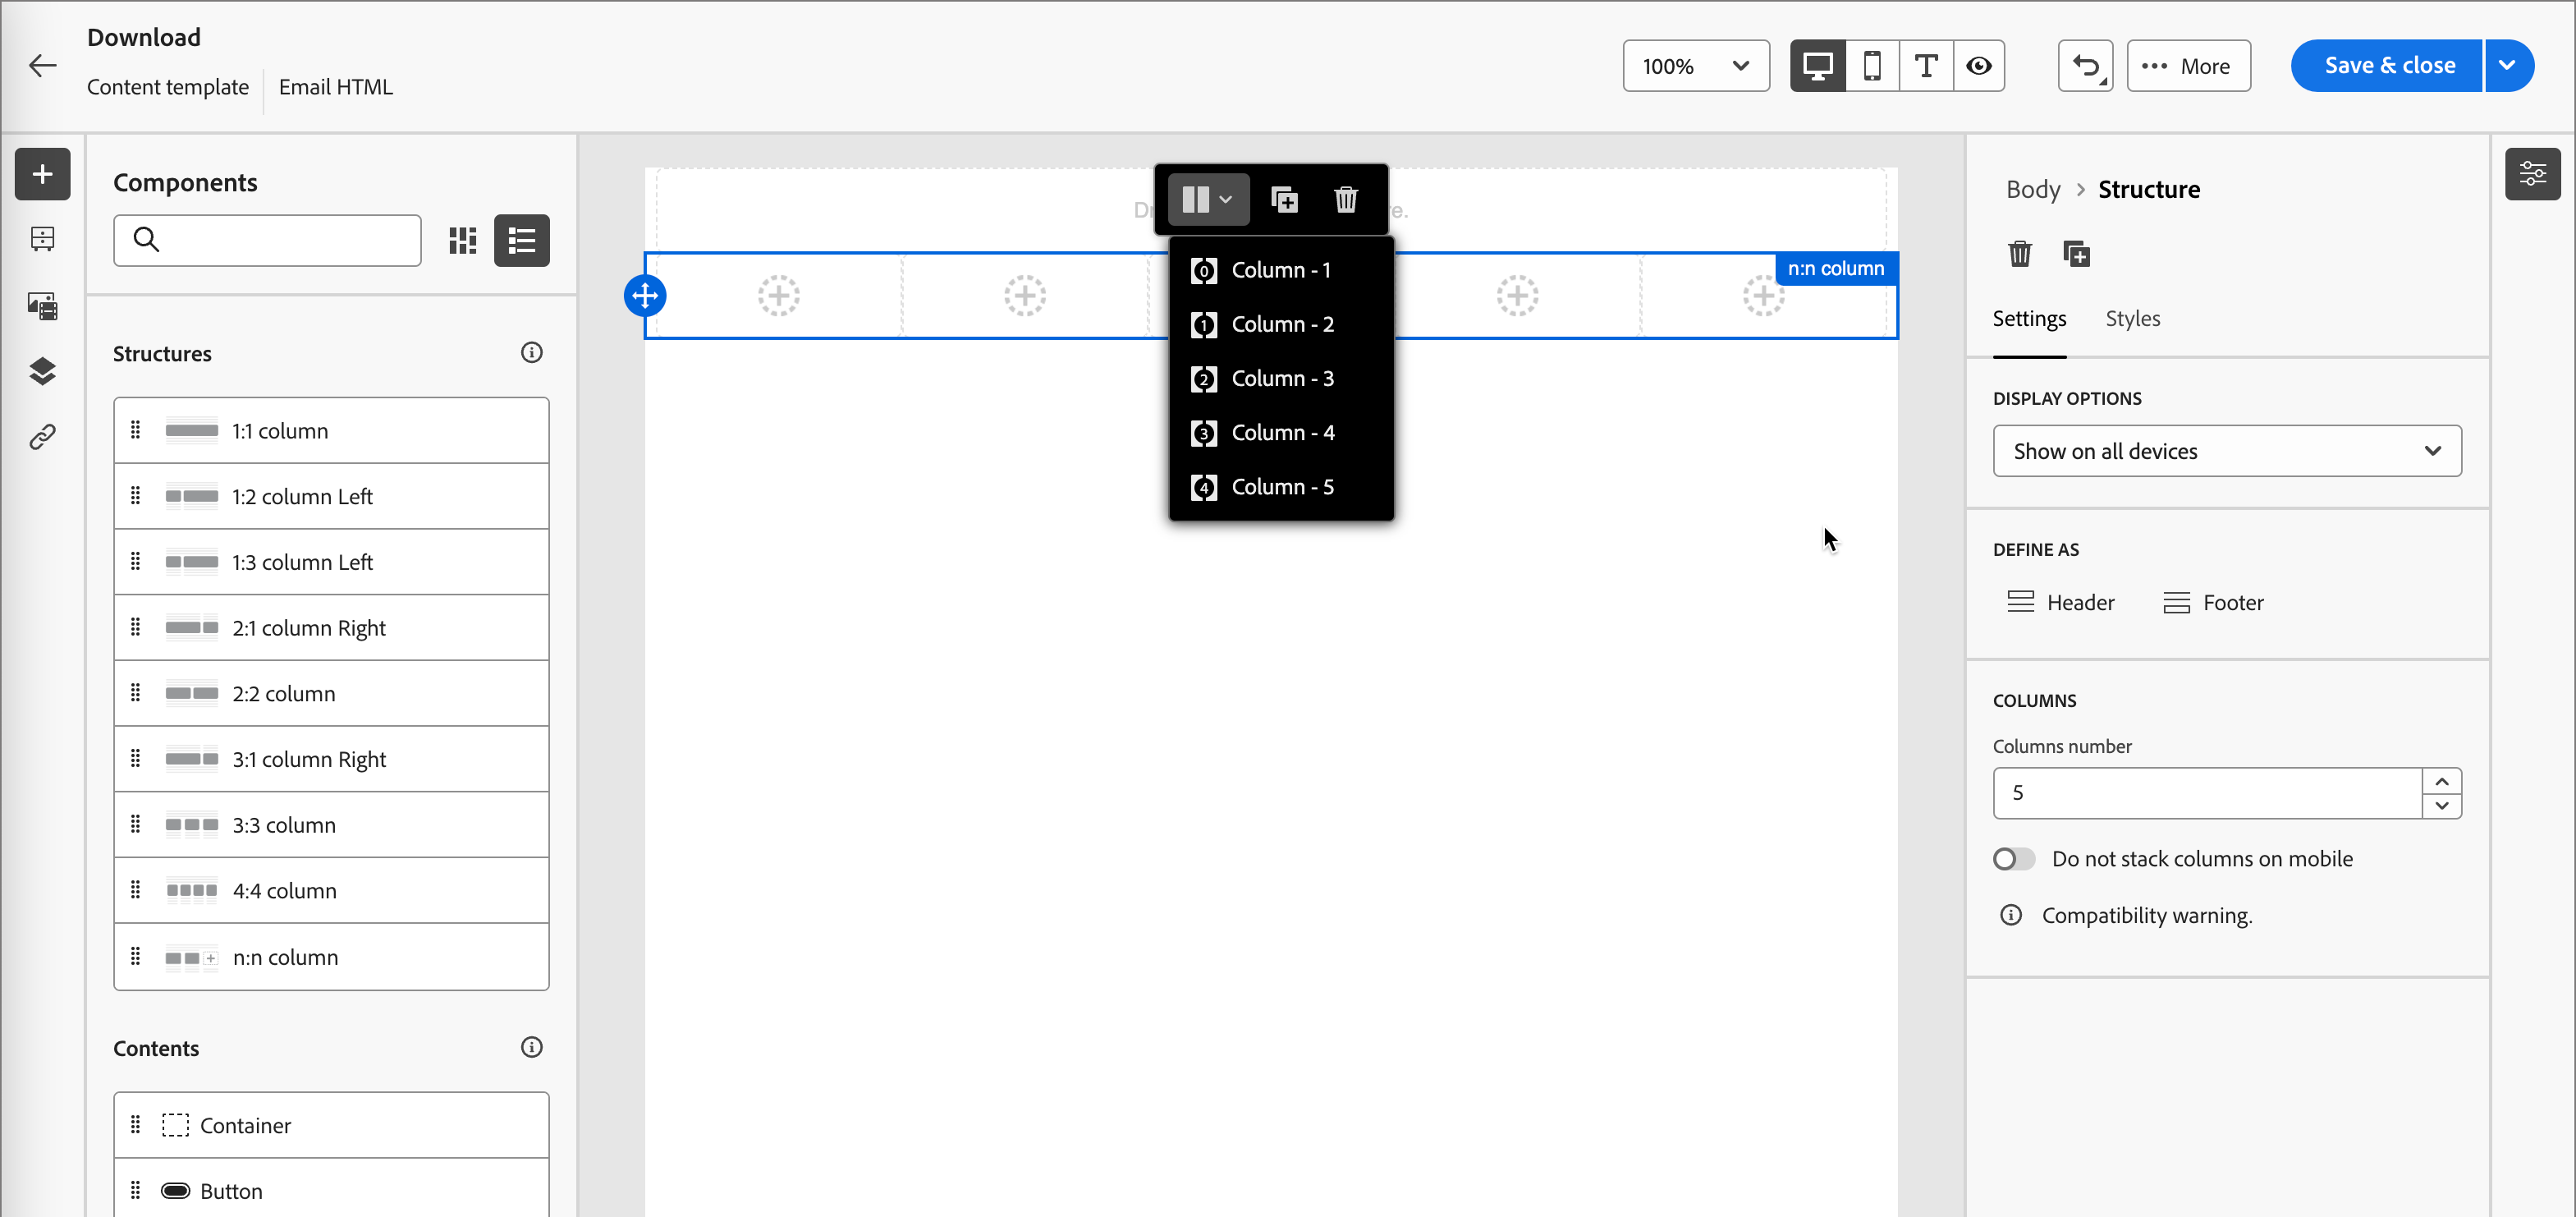 Download
Content template
Email HTML
100%
More
Save & close
Components
Structures
1:1 column
1:2 column Left
1:3 column Left
2:1 column Right
2:2 column
3:1 column Right
3:3 column
4:4 column
n:n column
Contents
Container
Button
n:n column
0 Column - 1
1 Column - 2
2 Column - 3
3 Column - 4
4 Column - 5
Body > Structure
Settings
Styles
DISPLAY OPTIONS
Show on all devices
DEFINE AS
Header
Footer
COLUMNS
Columns number
5
Do not stack columns on mobile
Compatibility warning.